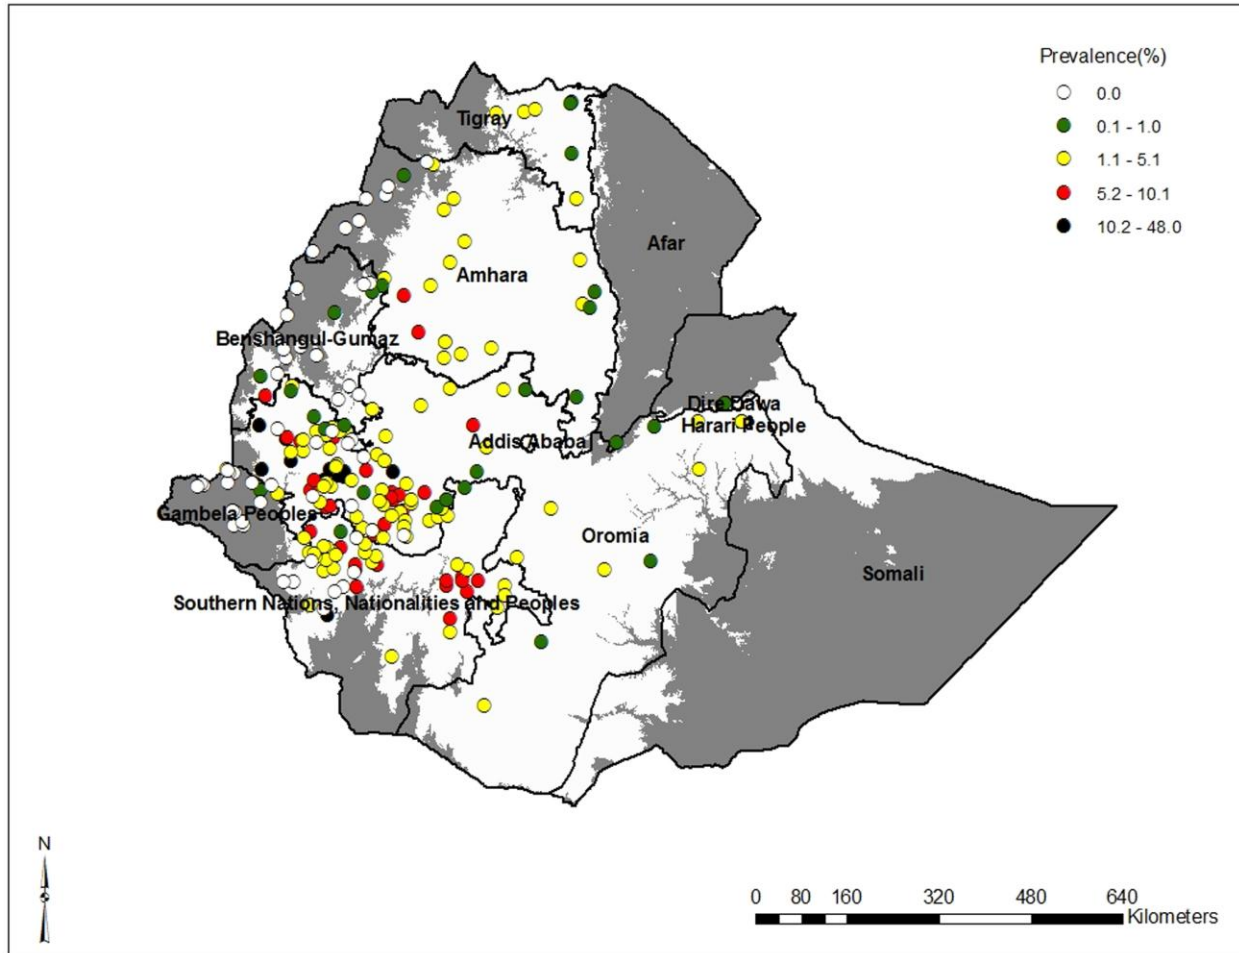 Prevalence(%)
0.0
0.1 - 1.0
1.1 - 5.1
5.2 - 10.1
10.2 - 48.0
Tigray
Afar
Amhara
Benshangul-Gumaz
Dire Dawa
Harari People
Addis Ababa
Gambela Peoples
Oromia
Somali
Southern Nations, Nationalities and Peoples
N
0 80 160 320 480 640
Kilometers